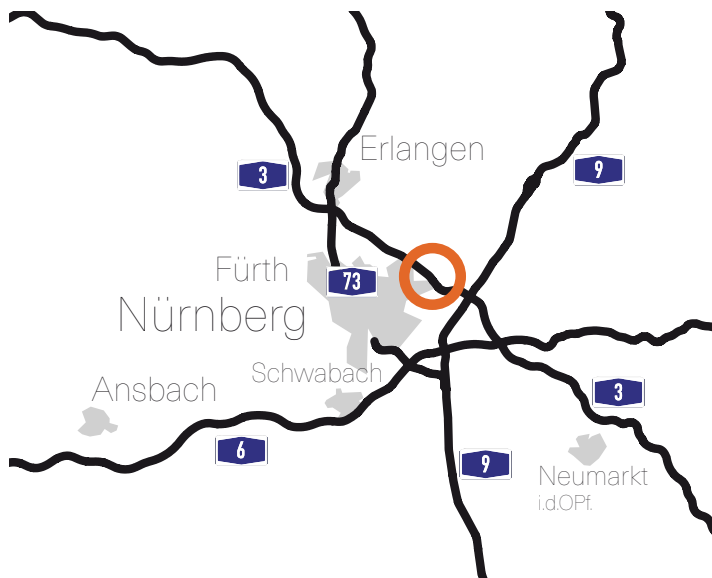 Erlangen
3
9
Fürth
73
Nürnberg
Schwabach
Ansbach
3
6
9
Neumarkt
i.d.OPf.